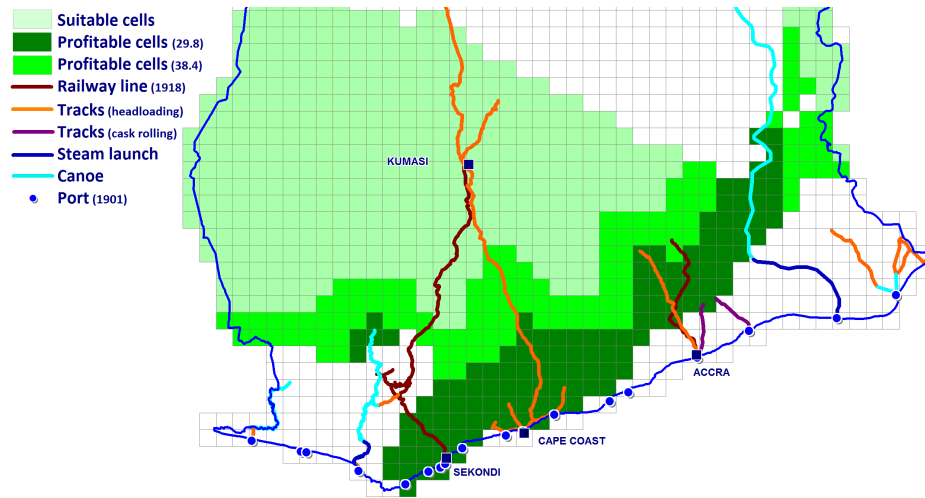 Suitable cells
Profitable cells (29.8)
Profitable cells (38.4)
Railway line (1918)
Tracks (headloading)
Tracks (cask rolling)
Steam launch
Canoe
Port (1901)
KUMASI
ACCRA
CAPE COAST
SEKONDI